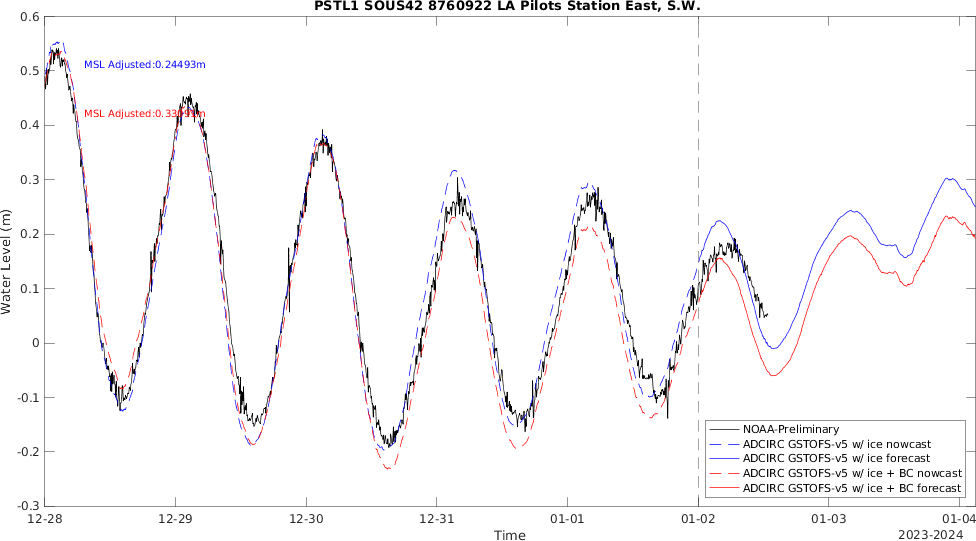 PSTL1 SOUS42 8760922 LA Pilots Station East, S.W.
0.6
0.5
0.4
0.3
0.2
0.1
0
-0.1
-0.2
-0.3
Water Level (m)
MSL Adjusted:0.24493m
MSL Adjusted:
NOAA-Preliminary
ADCIRC GSTOFS-v5 w/ ice nowcast
ADCIRC GSTOFS-v5 w/ ice forecast
ADCIRC GSTOFS-v5 w/ ice + BC nowcast
ADCIRC GSTOFS-v5 w/ ice + BC forecast
12-28
12-29
12-30
12-31
01-01
01-02
01-03
01-04
Time
2023-2024